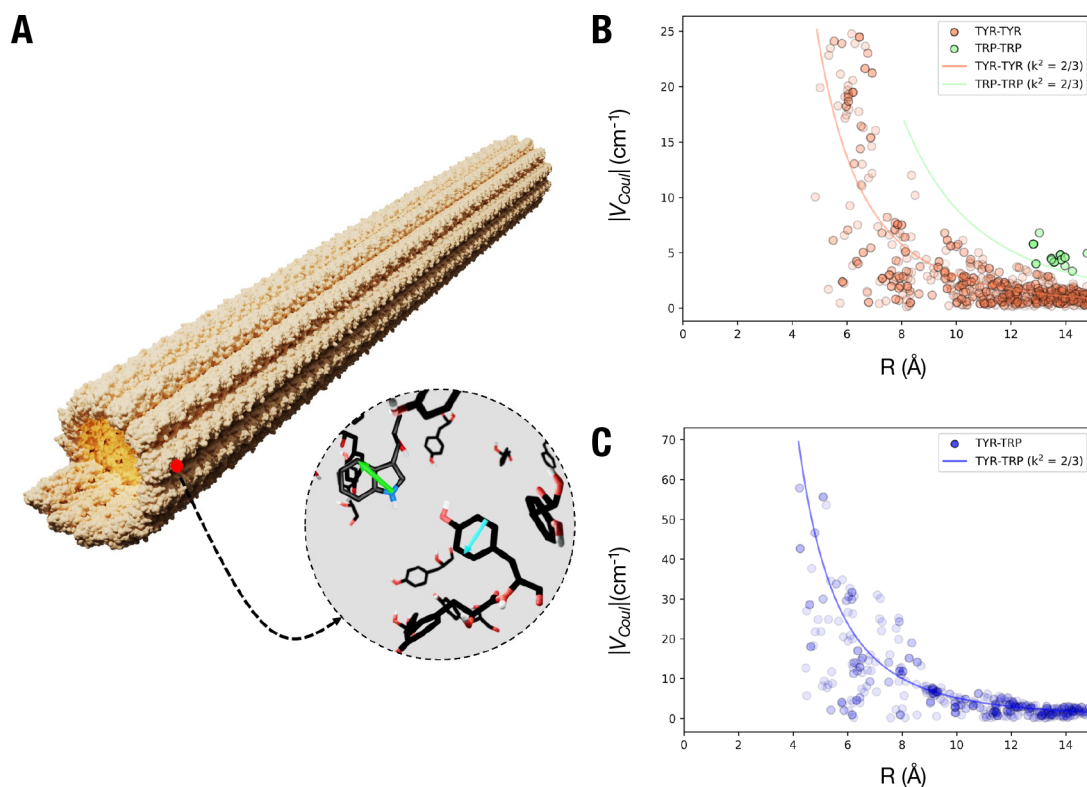 A
B
25
20
15
10
5
0
|V_Coul| (cm⁻¹)
TYR-TYR
TRP-TRP
TYR-TYR (k² = 2/3)
TRP-TRP (k² = 2/3)
0 2 4 6 8 10 12 14
R (Å)
C
70
60
50
40
30
20
10
0
|V_Coul|(cm⁻¹)
TYR-TRP
TYR-TRP (k² = 2/3)
0 2 4 6 8 10 12 14
R (Å)